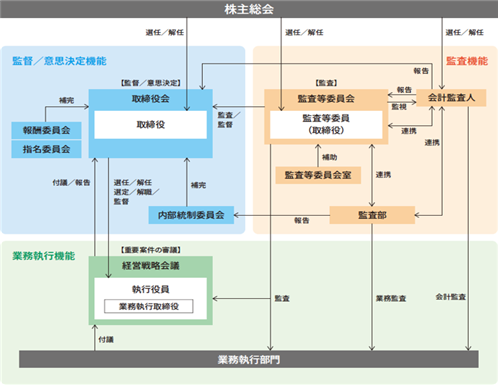 株主総会
選任／解任
選任／解任
選任／解任
監督／意思決定機能
監査機能
【監督／意思決定】
取締役会
取締役
補完
報酬委員会
指名委員会
監査／
監督
【監査】
監査等委員会
監査等委員
（取締役）
報告
報告
監視
会計監査人
連携
連携
補助
監査等委員会室
連携
付議／報告
選任／解任
選定／解職／
監督
補完
内部統制委員会
報告
監査部
業務執行機能
【重要案件の審議】
経営戦略会議
執行役員
業務執行取締役
監査
業務監査
会計監査
付議
業務執行部門